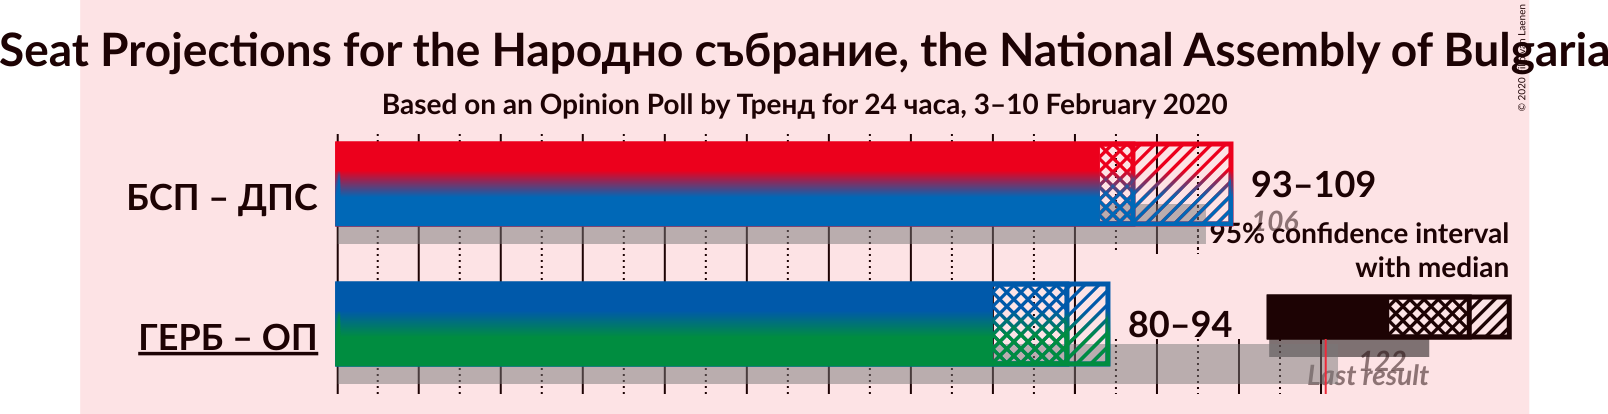 Seat Projections for the Народно събрание, the National Assembly of Bulgaria
© 2020 Filip van Laenen
Based on an Opinion Poll by Тренд for 24 часа, 3–10 February 2020
БСП – ДПС
93–109
106
95% confidence interval
with median
ГЕРБ – ОП
80–94
122
Last result